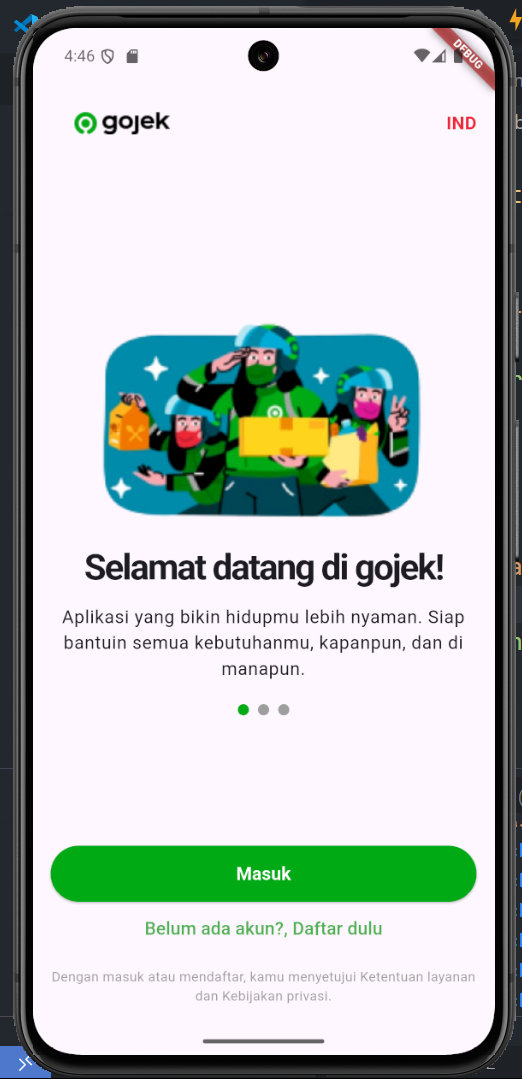 4:46
DEBUG
gojek
IND
Selamat datang di gojek!
Aplikasi yang bikin hidupmu lebih nyaman. Siap
bantuin semua kebutuhanmu, kapanpun, dan di
manapun.
Masuk
Belum ada akun?, Daftar dulu
Dengan masuk atau mendaftar, kamu menyetujui Ketentuan layanan
dan Kebijakan privasi.